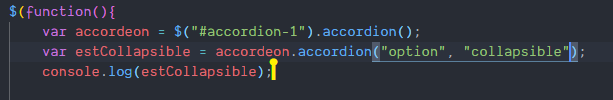 $(function(){
var accordeon = $("#accordion-1").accordion();
var estCollapsible = accordeon.accordion("option", "collapsible");
console.log(estCollapsible);